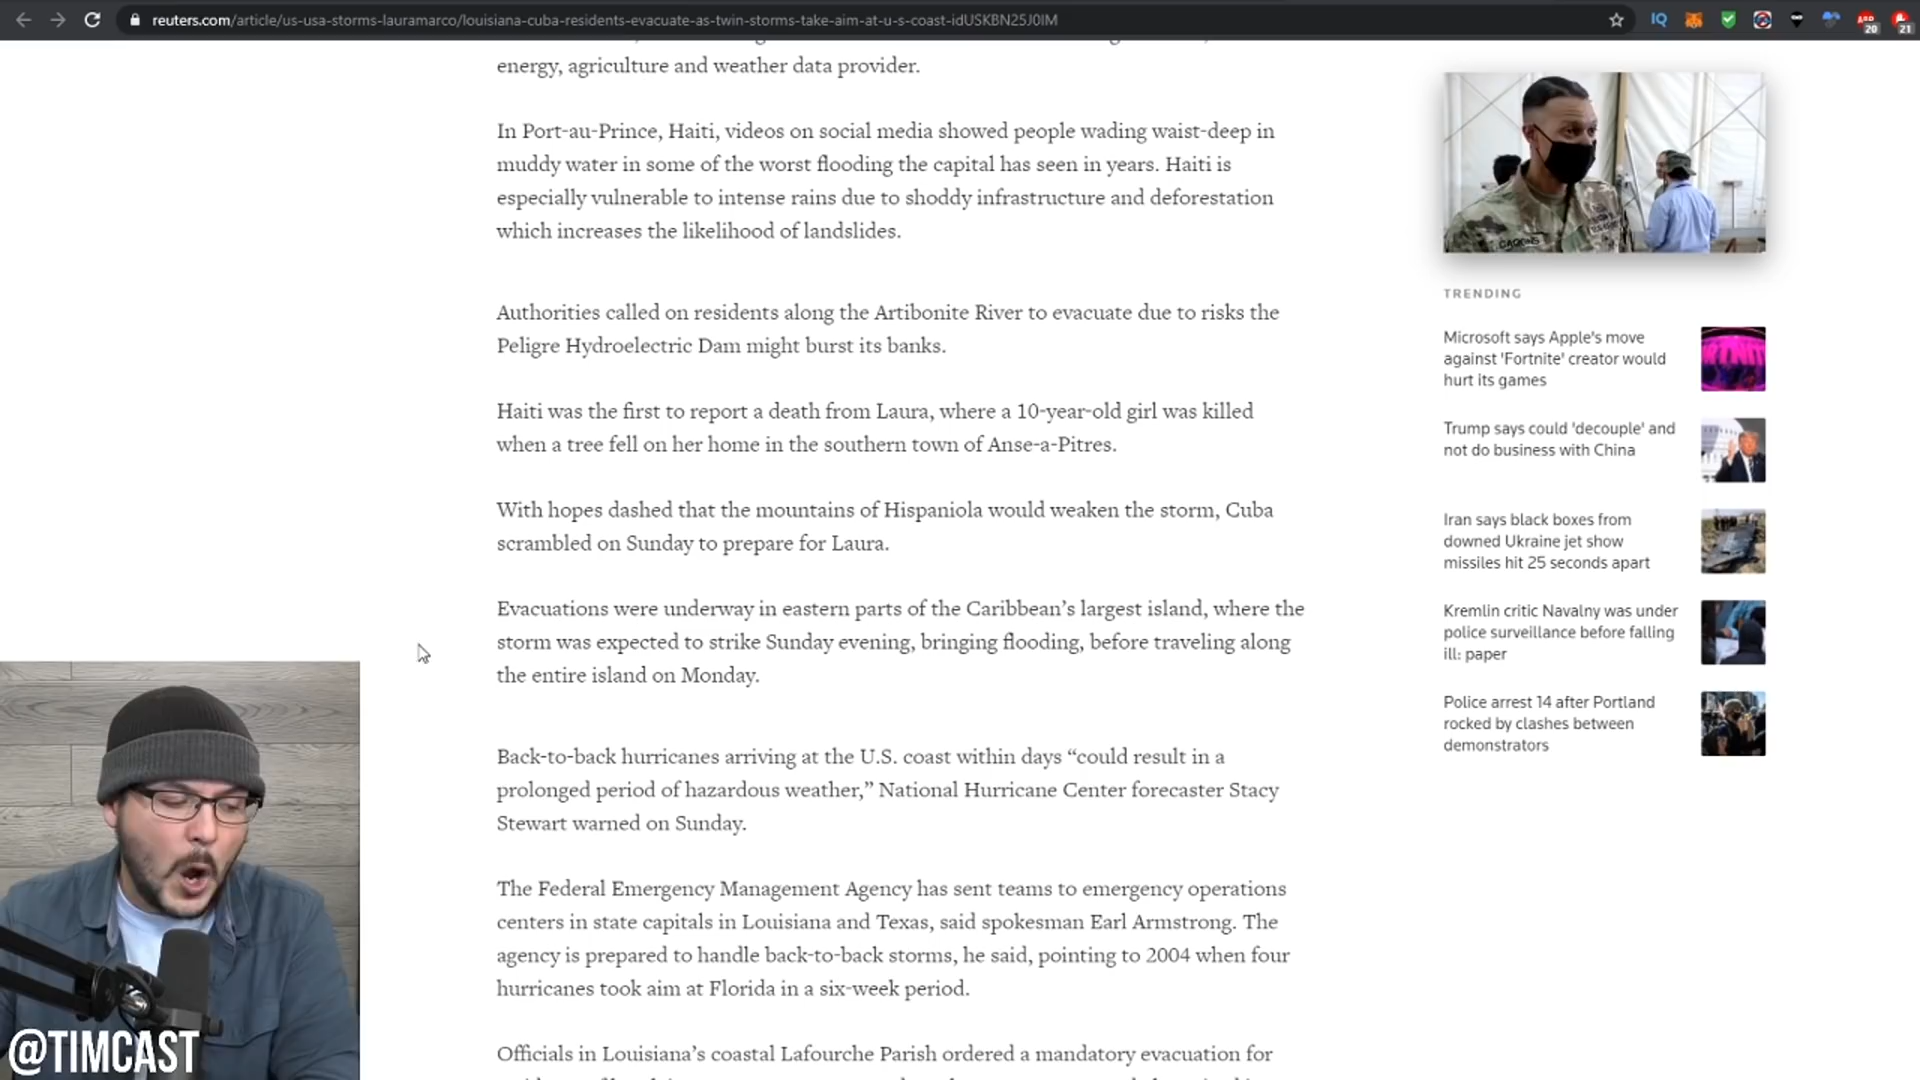 reuters.com/article/us-usa-storms-lauramarco/louisiana-cuba-residents-evacuate-as-twin-storms-take-aim-at-u-s-coast-idUSKBN25J0IM
IQ
20
21
energy, agriculture and weather data provider.
In Port-au-Prince, Haiti, videos on social media showed people wading waist-deep in
muddy water in some of the worst flooding the capital has seen in years. Haiti is
especially vulnerable to intense rains due to shoddy infrastructure and deforestation
which increases the likelihood of landslides.
Authorities called on residents along the Artibonite River to evacuate due to risks the
Peligre Hydroelectric Dam might burst its banks.
Haiti was the first to report a death from Laura, where a 10-year-old girl was killed
when a tree fell on her home in the southern town of Anse-a-Pitres.
With hopes dashed that the mountains of Hispaniola would weaken the storm, Cuba
scrambled on Sunday to prepare for Laura.
Evacuations were underway in eastern parts of the Caribbean’s largest island, where the
storm was expected to strike Sunday evening, bringing flooding, before traveling along
the entire island on Monday.
Back-to-back hurricanes arriving at the U.S. coast within days “could result in a
prolonged period of hazardous weather,” National Hurricane Center forecaster Stacy
Stewart warned on Sunday.
The Federal Emergency Management Agency has sent teams to emergency operations
centers in state capitals in Louisiana and Texas, said spokesman Earl Armstrong. The
agency is prepared to handle back-to-back storms, he said, pointing to 2004 when four
hurricanes took aim at Florida in a six-week period.
Officials in Louisiana’s coastal Lafourche Parish ordered a mandatory evacuation for
TRENDING
Microsoft says Apple's move
against 'Fortnite' creator would
hurt its games
Trump says could 'decouple' and
not do business with China
Iran says black boxes from
downed Ukraine jet show
missiles hit 25 seconds apart
Kremlin critic Navalny was under
police surveillance before falling
ill: paper
Police arrest 14 after Portland
rocked by clashes between
demonstrators
@TIMCAST